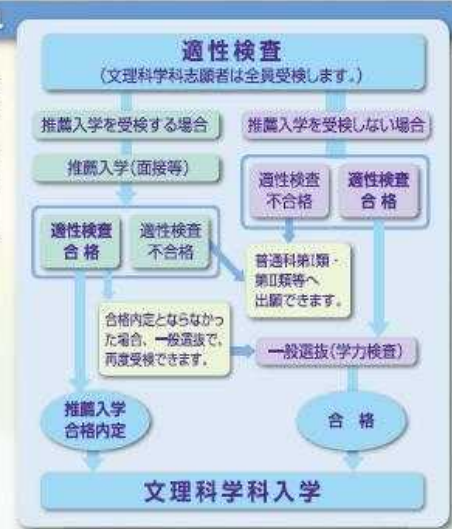 適性検査
(文理科学科志願者は全員受検します。)
推薦入学を受検する場合
推薦入学を受検しない場合
推薦入学(面接等)
適性検査
不合格
適性検査
合格
適性検査
合格
適性検査
不合格
普通科第Ⅰ類・
第Ⅱ類等へ
出願できます。
合格内定とならなかっ
た場合、一般選抜で、
再度受検できます。
一般選抜(学力検査)
推薦入学
合格内定
合格
文理科学科入学